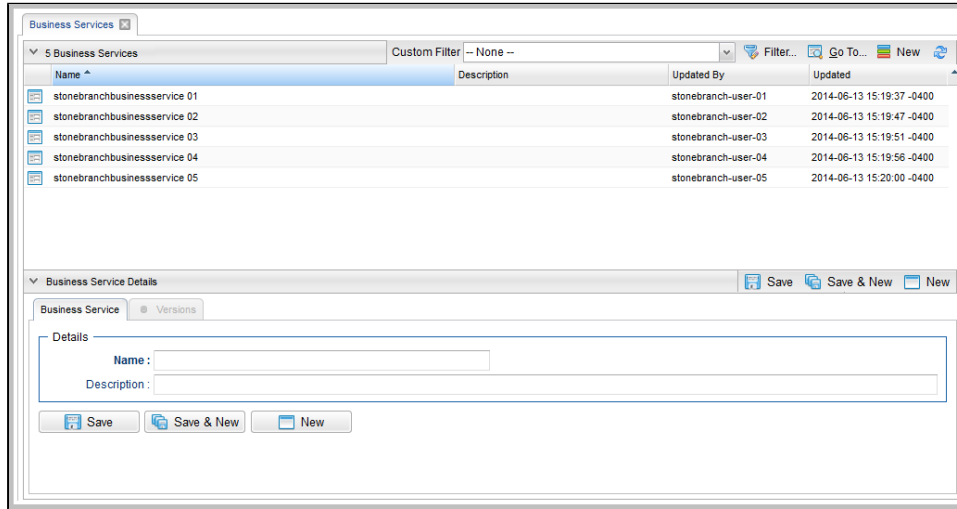 Business Services
5 Business Services Custom Filter -- None -- Filter... Go To... New
Name Description Updated By Updated
stonebranchbusinessservice 01 stonebranch-user-01 2014-06-13 15:19:37 -0400
stonebranchbusinessservice 02 stonebranch-user-02 2014-06-13 15:19:47 -0400
stonebranchbusinessservice 03 stonebranch-user-03 2014-06-13 15:19:51 -0400
stonebranchbusinessservice 04 stonebranch-user-04 2014-06-13 15:19:56 -0400
stonebranchbusinessservice 05 stonebranch-user-05 2014-06-13 15:20:00 -0400
Business Service Details Save Save & New New
Business Service Versions
Details
Name :
Description :
Save Save & New New